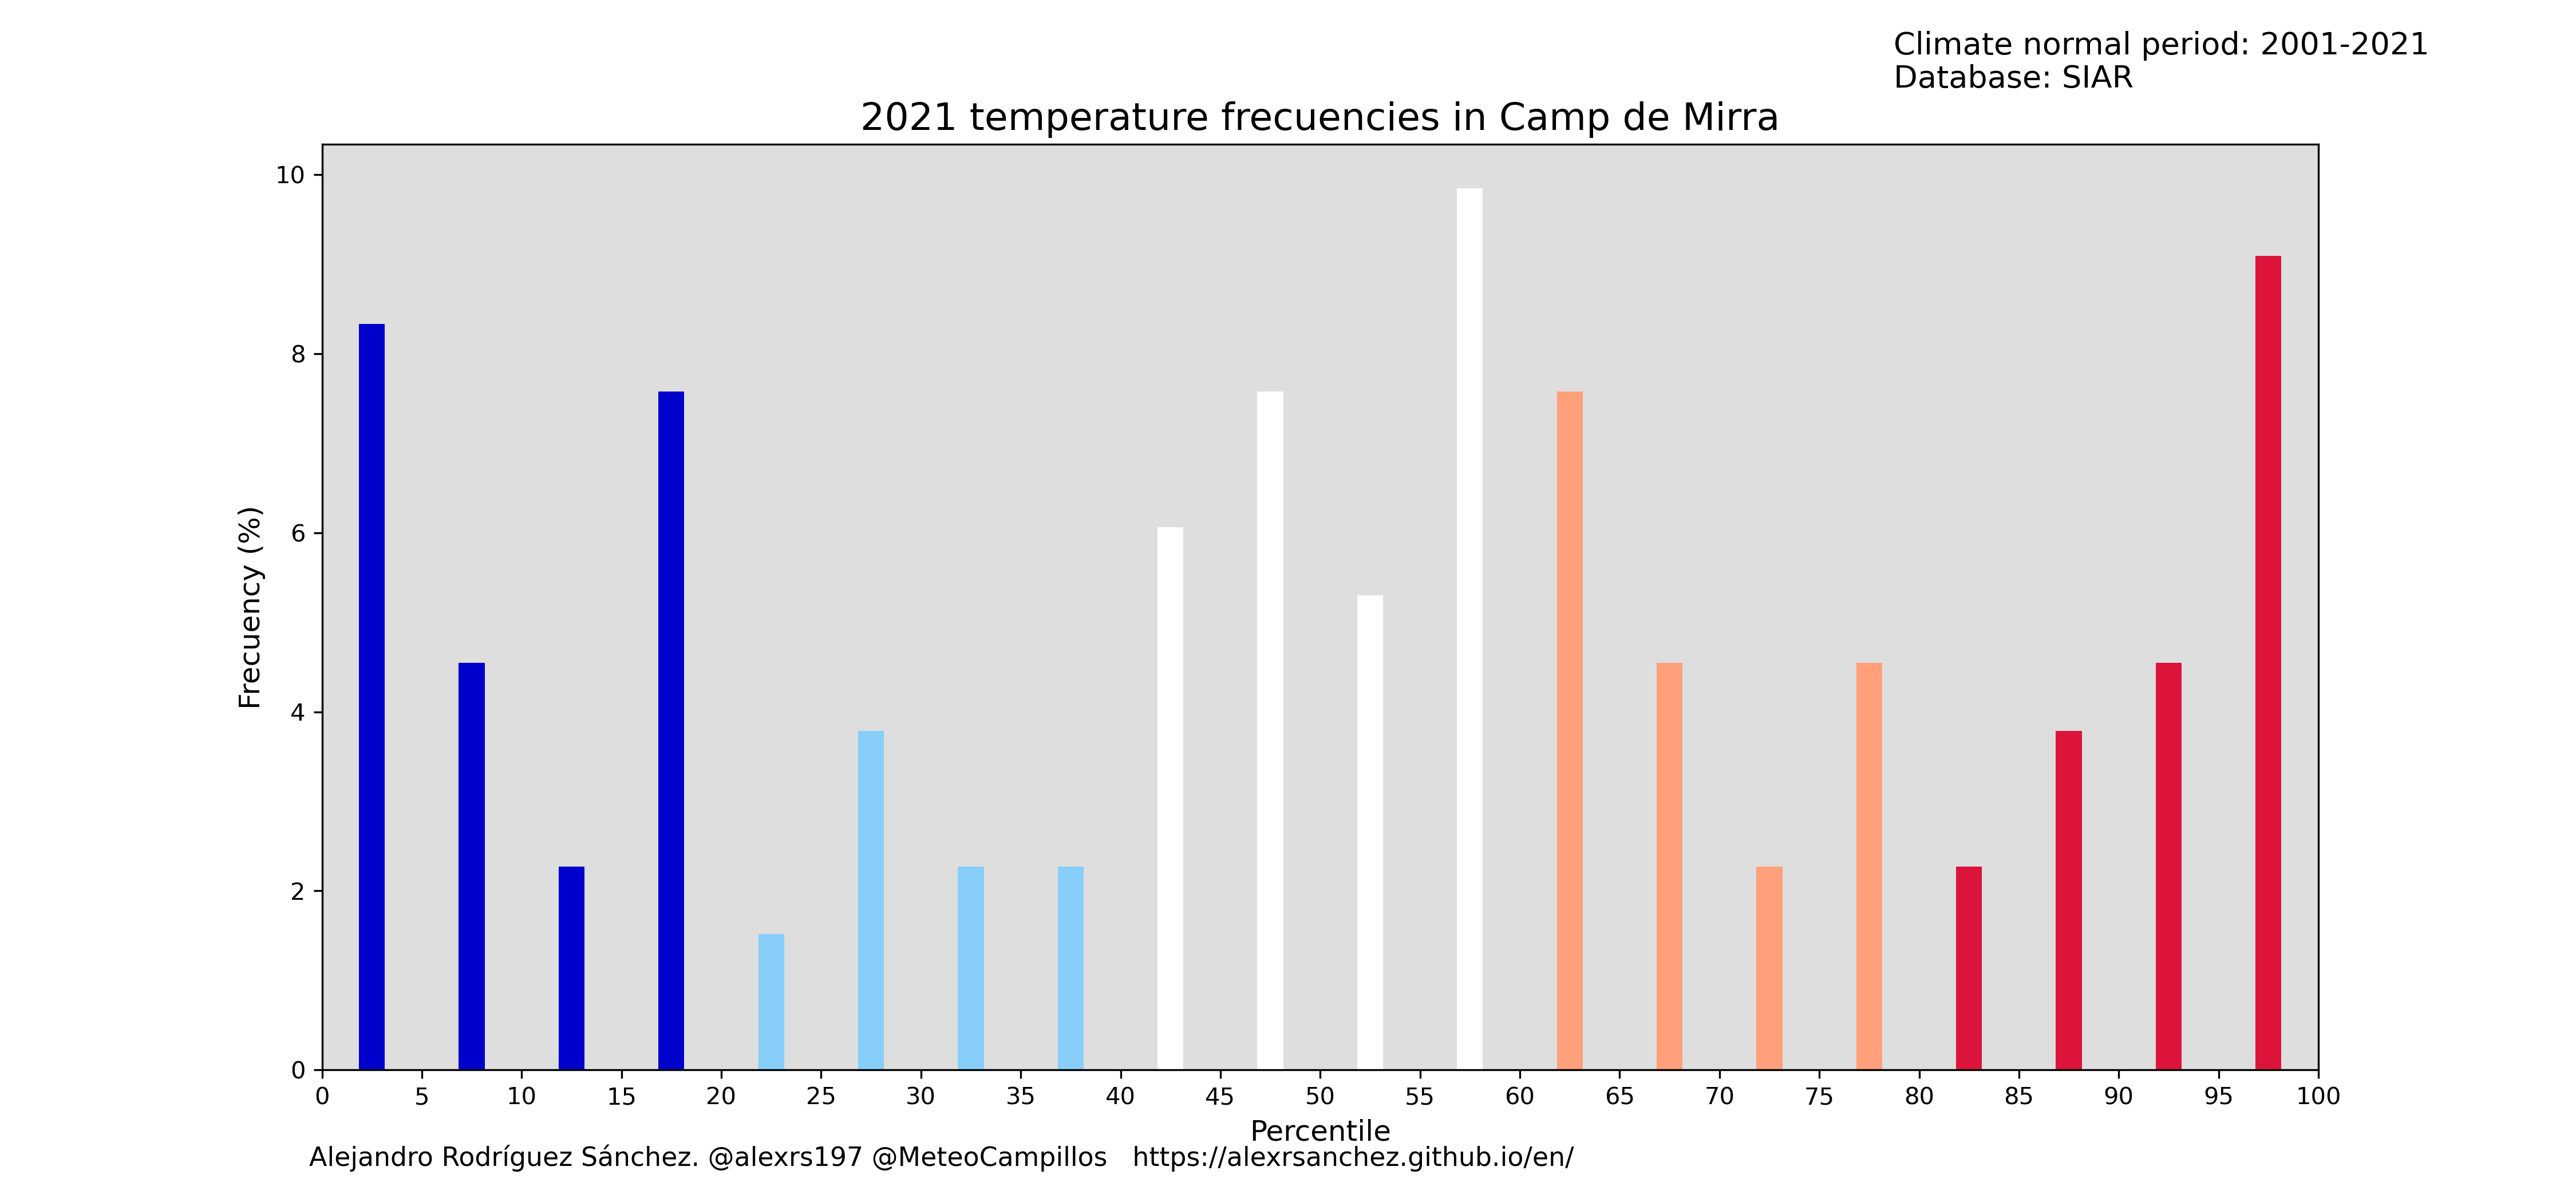 Climate normal period: 2001-2021
Database: SIAR
2021 temperature frecuencies in Camp de Mirra
10
8
6
4
2
0
Frecuency (%)
0 5 10 15 20 25 30 35 40 45 50 55 60 65 70 75 80 85 90 95 100
Percentile
Alejandro Rodríguez Sánchez. @alexrs197 @MeteoCampillos https://alexrsanchez.github.io/en/